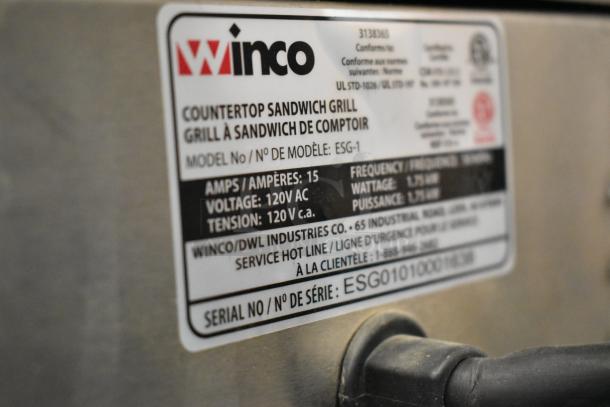 Winco
3138365
Conforms to:
Conforme aux normes
suivantes / Norme
UL STD-1026 / UL STD-197
COUNTERTOP SANDWICH GRILL
GRILL À SANDWICH DE COMPTOIR
MODEL No / Nº DE MODÈLE: ESG-1
AMPS / AMPÈRES: 15
VOLTAGE: 120V AC
TENSION: 120 V c.a.
FREQUENCY / FRÉQUENCE:
WATTAGE: 1.75 kW
PUISSANCE: 1.75 kW
WINCO/DWL INDUSTRIES CO. • 65 INDUSTRIAL ROAD, LODI,
SERVICE HOT LINE / LIGNE D'URGENCE POUR LE SERVICE
À LA CLIENTÈLE :
SERIAL NO / Nº DE SÉRIE :